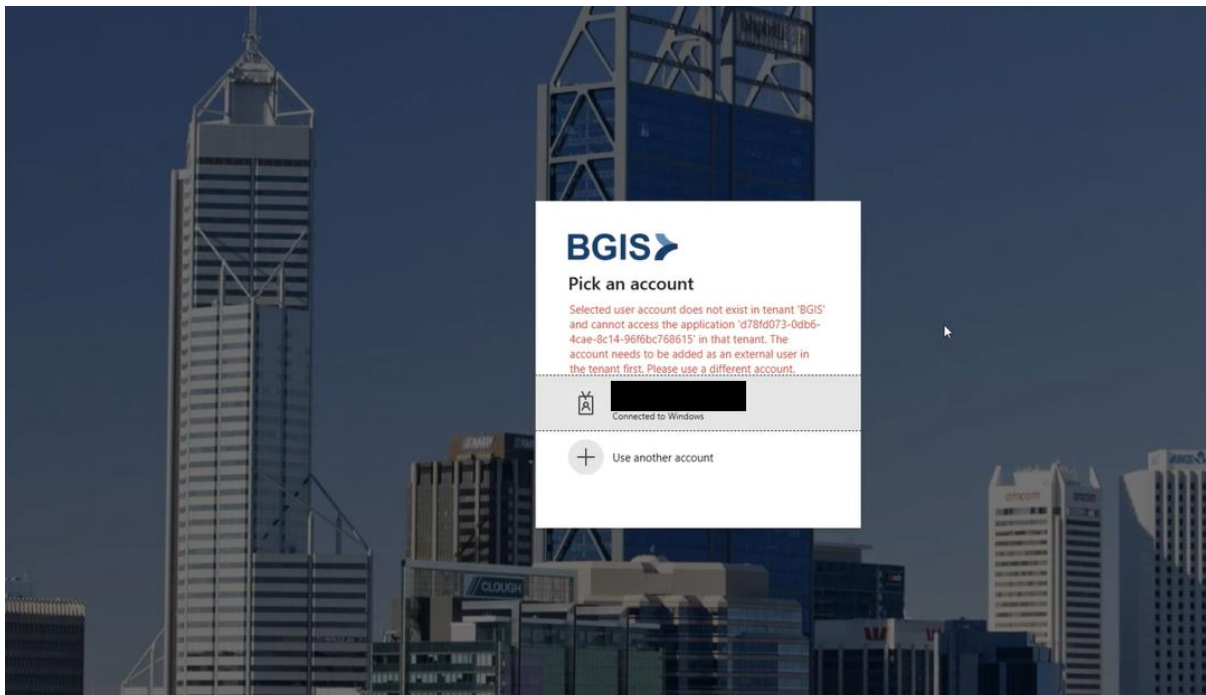 BGIS
Pick an account
Selected user account does not exist in tenant 'BGIS'
and cannot access the application 'd78fd073-0db6-
4cae-8c14-96f6bc768615' in that tenant. The
account needs to be added as an external user in
the tenant first. Please use a different account.
Connected to Windows
Use another account
CLOUGH
amcom